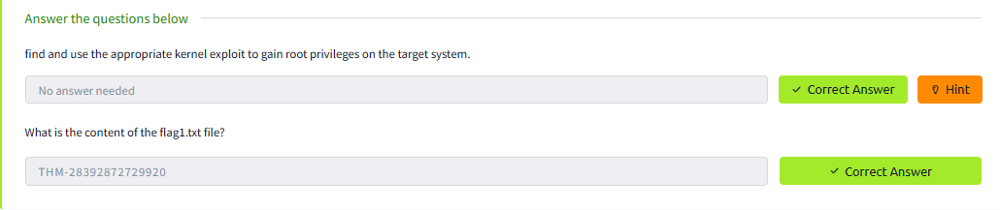 Answer the questions below
find and use the appropriate kernel exploit to gain root privileges on the target system.
No answer needed
Correct Answer
Hint
What is the content of the flag1.txt file?
THM-28392872729920
Correct Answer